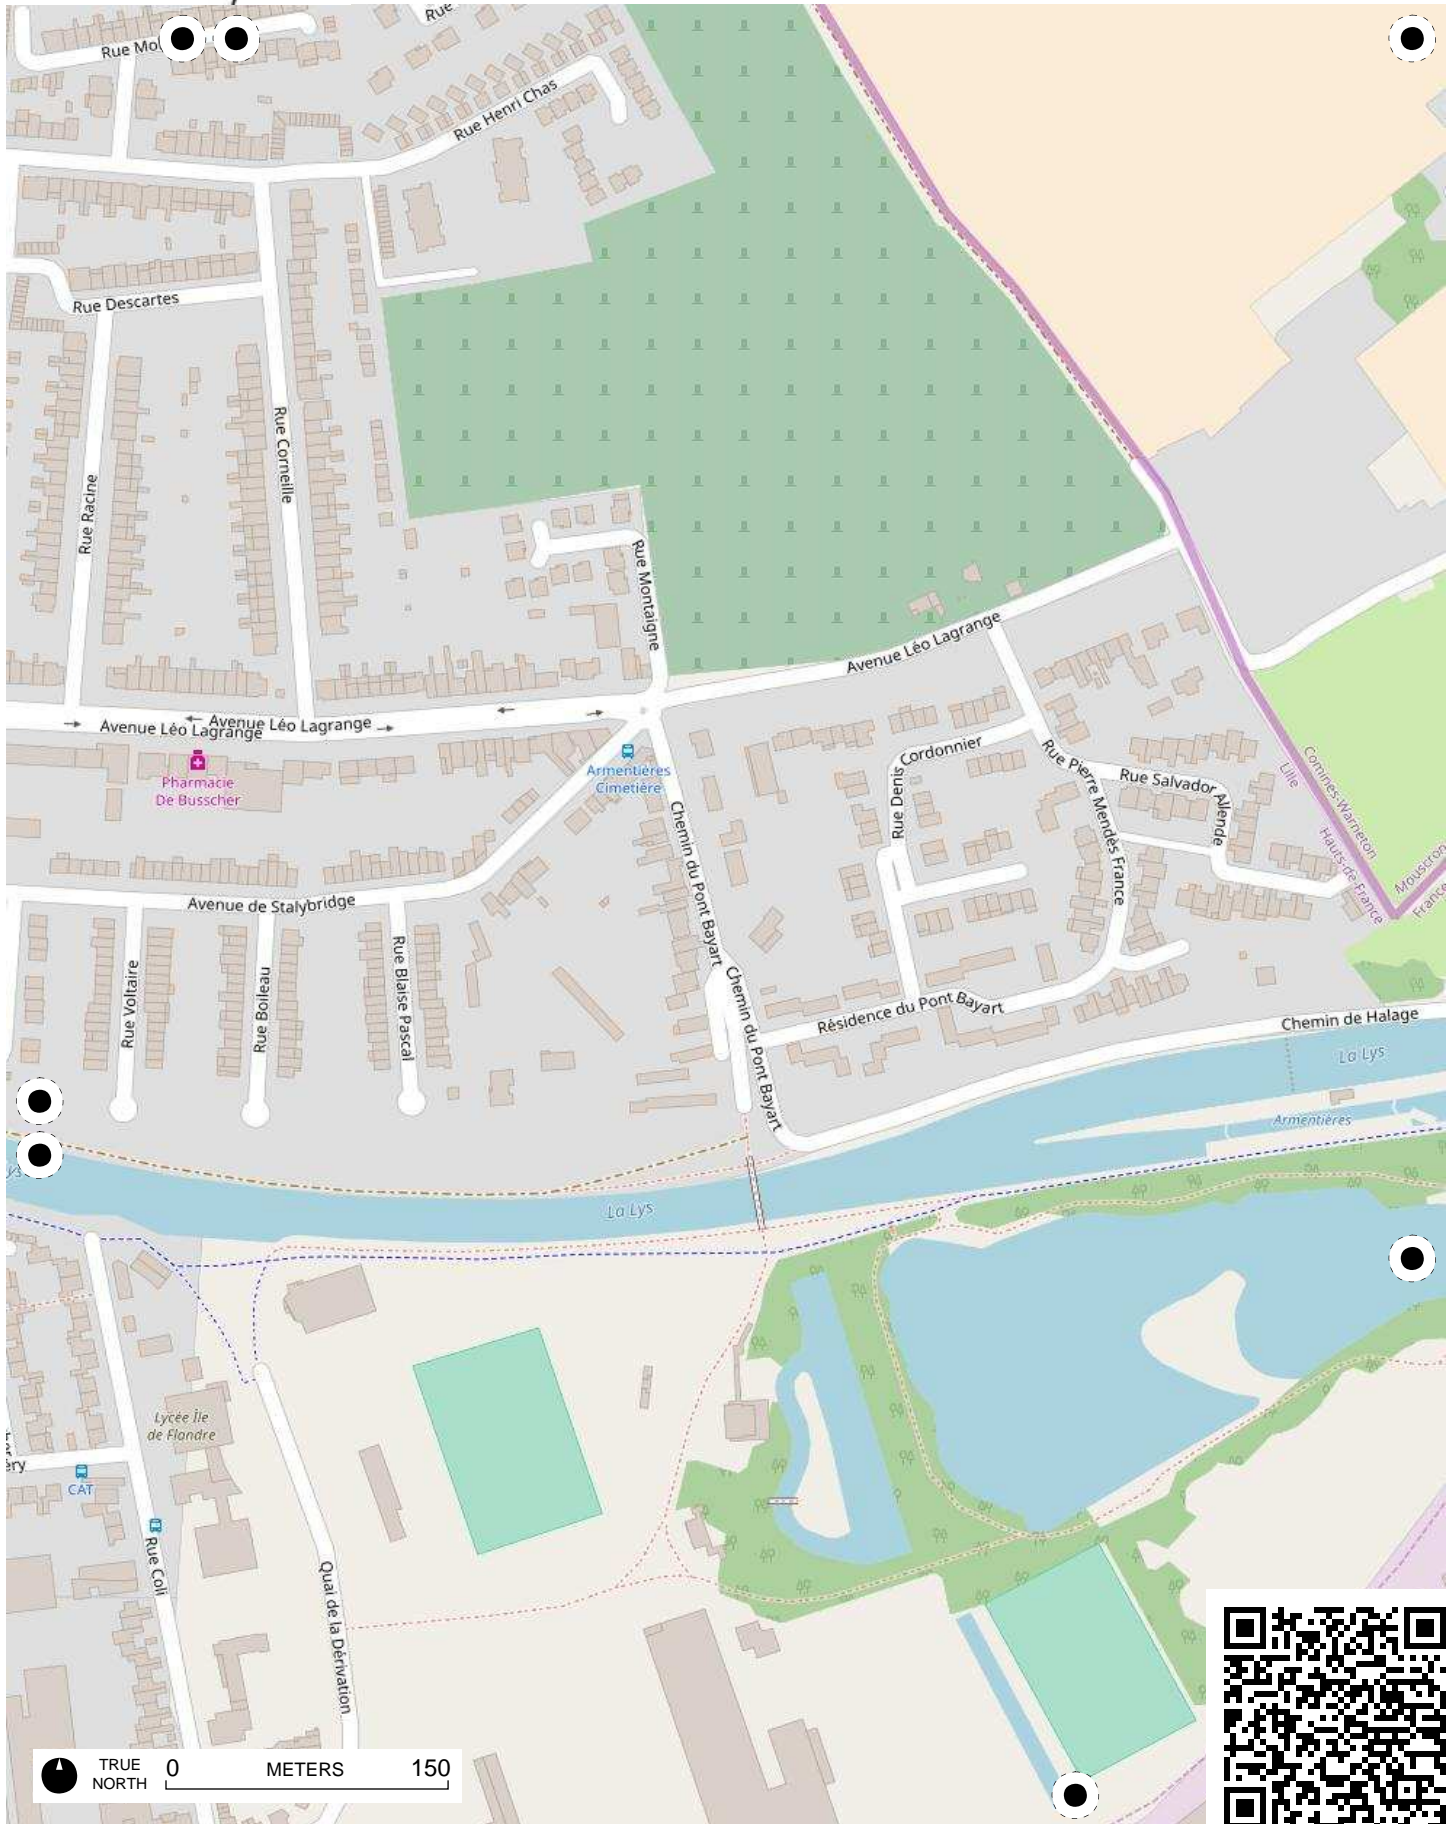 Rue Mo
Rue
Rue Henri Chas
Rue Descartes
Rue Racine
Rue Corneille
Rue Montaigne
Avenue Léo Lagrange
Avenue Léo Lagrange
Avenue Léo Lagrange
Pharmacie
De Busscher
Armentières
Cimetière
Chemin du Pont Bayart
Rue Denis Cordonnier
Rue Pierre Mendès France
Rue Salvador Allende
Comines-Warneton
Lille
Hauts-de-France
Mouscron
France
Avenue de Stalybridge
Rue Voltaire
Rue Boileau
Rue Blaise Pascal
Chemin du Pont Bayart
Résidence du Pont Bayart
Chemin de Halage
La Lys
Armentières
Lys
La Lys
Lycée Île
de Flandre
éry
CAT
Rue Coli
Quai de la Dérivation
TRUE
NORTH
0 METERS 150